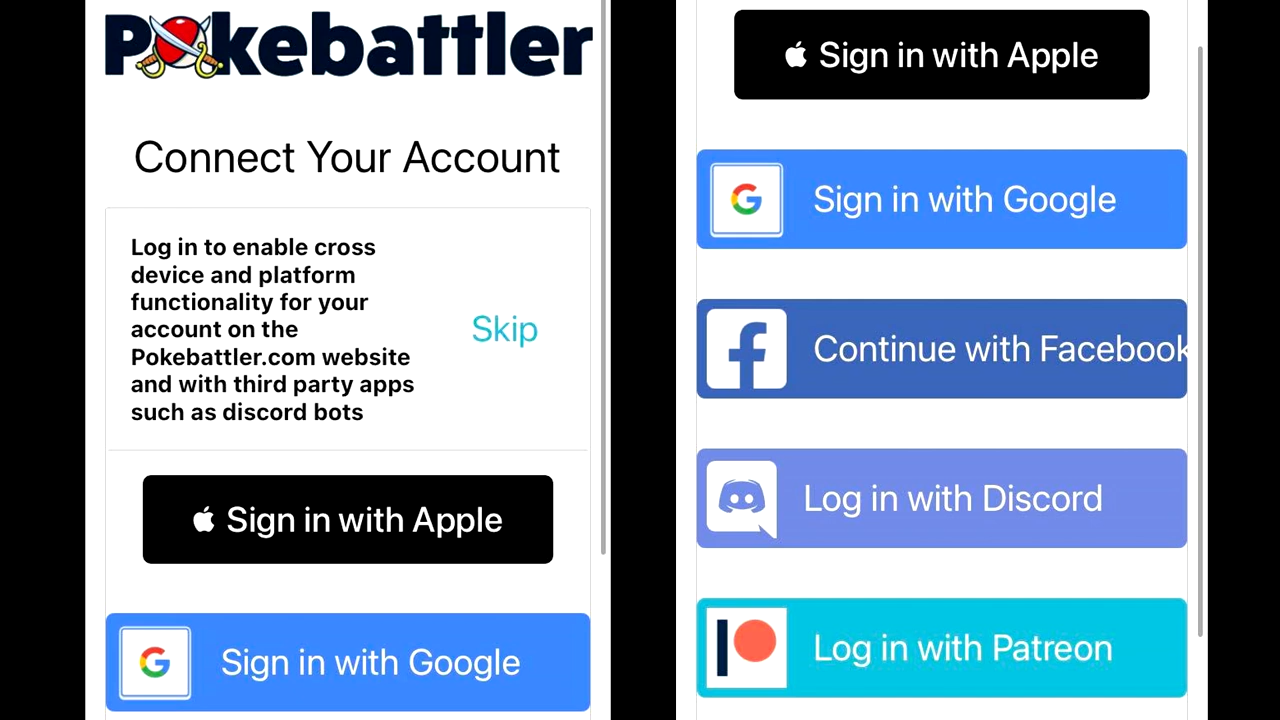 Pokebattler
Connect Your Account
Log in to enable cross
device and platform
functionality for your
account on the
Pokebattler.com website
and with third party apps
such as discord bots
Skip
Sign in with Apple
Sign in with Google
Sign in with Apple
Sign in with Google
Continue with Facebook
Log in with Discord
Log in with Patreon